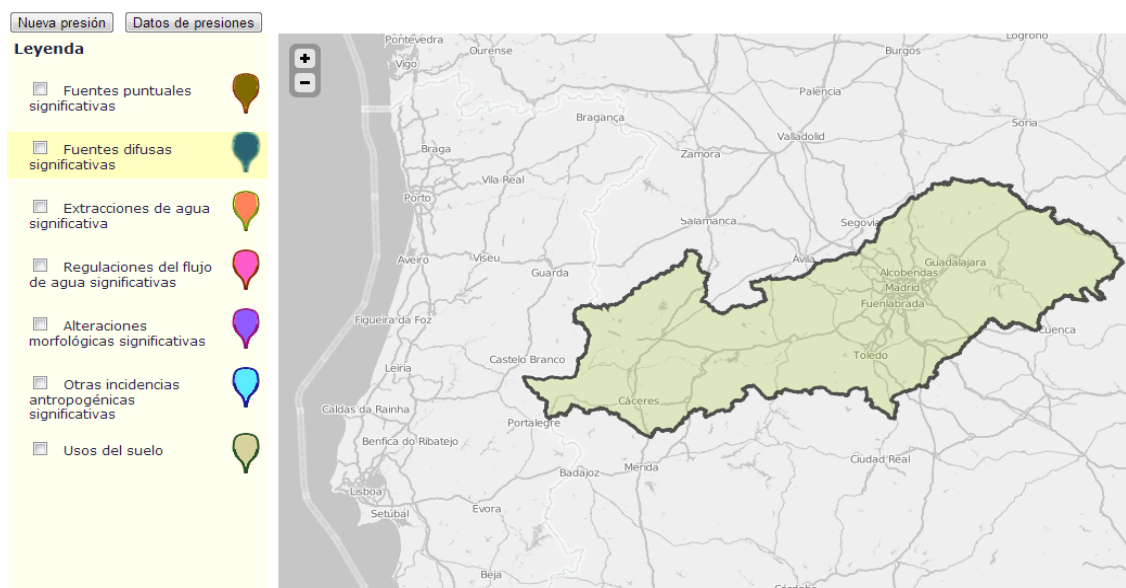 Nueva presión Datos de presiones
Leyenda
Fuentes puntuales
significativas
Fuentes difusas
significativas
Extracciones de agua
significativa
Regulaciones del flujo
de agua significativas
Alteraciones
morfológicas significativas
Otras incidencias
antropogénicas
significativas
Usos del suelo
+
−
Pontevedra
Ourense
Vigo
Burgos
Logroño
Palencia
Bragança
Soria
Valladolid
Braga
Zamora
Vila Real
Porto
Salamanca
Segovia
Aveiro
Viseu
Guarda
Ávila
Guadalajara
Alcobendas
Madrid
Fuenlabrada
Figueira da Foz
Cuenca
Castelo Branco
Toledo
Leiria
Cáceres
Caldas da Rainha
Portalegre
Benfica do Ribatejo
Ciudad Real
Badajoz
Mérida
Lisboa
Setúbal
Évora
Beja
Córdoba